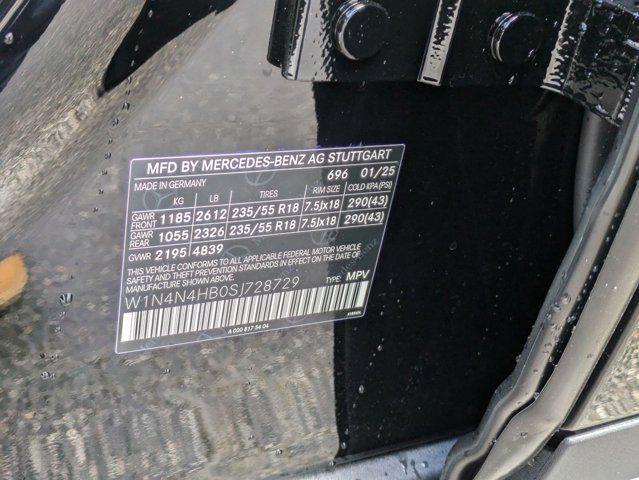 MFD BY MERCEDES-BENZ AG STUTTGART
MADE IN GERMANY 696 01/25
KG LB TIRES RIM SIZE COLD KPA(PSI)
GAWR FRONT 1185 2612 235/55 R18 7.5Jx18 290(43)
GAWR REAR 1055 2326 235/55 R18 7.5Jx18 290(43)
GVWR 2195 4839
THIS VEHICLE CONFORMS TO ALL APPLICABLE FEDERAL MOTOR VEHICLE
SAFETY AND THEFT PREVENTION STANDARDS IN EFFECT ON THE DATE OF
MANUFACTURE SHOWN ABOVE.
W1N4N4HB0SJ728729 TYPE: MPV
A 000 817 54 04